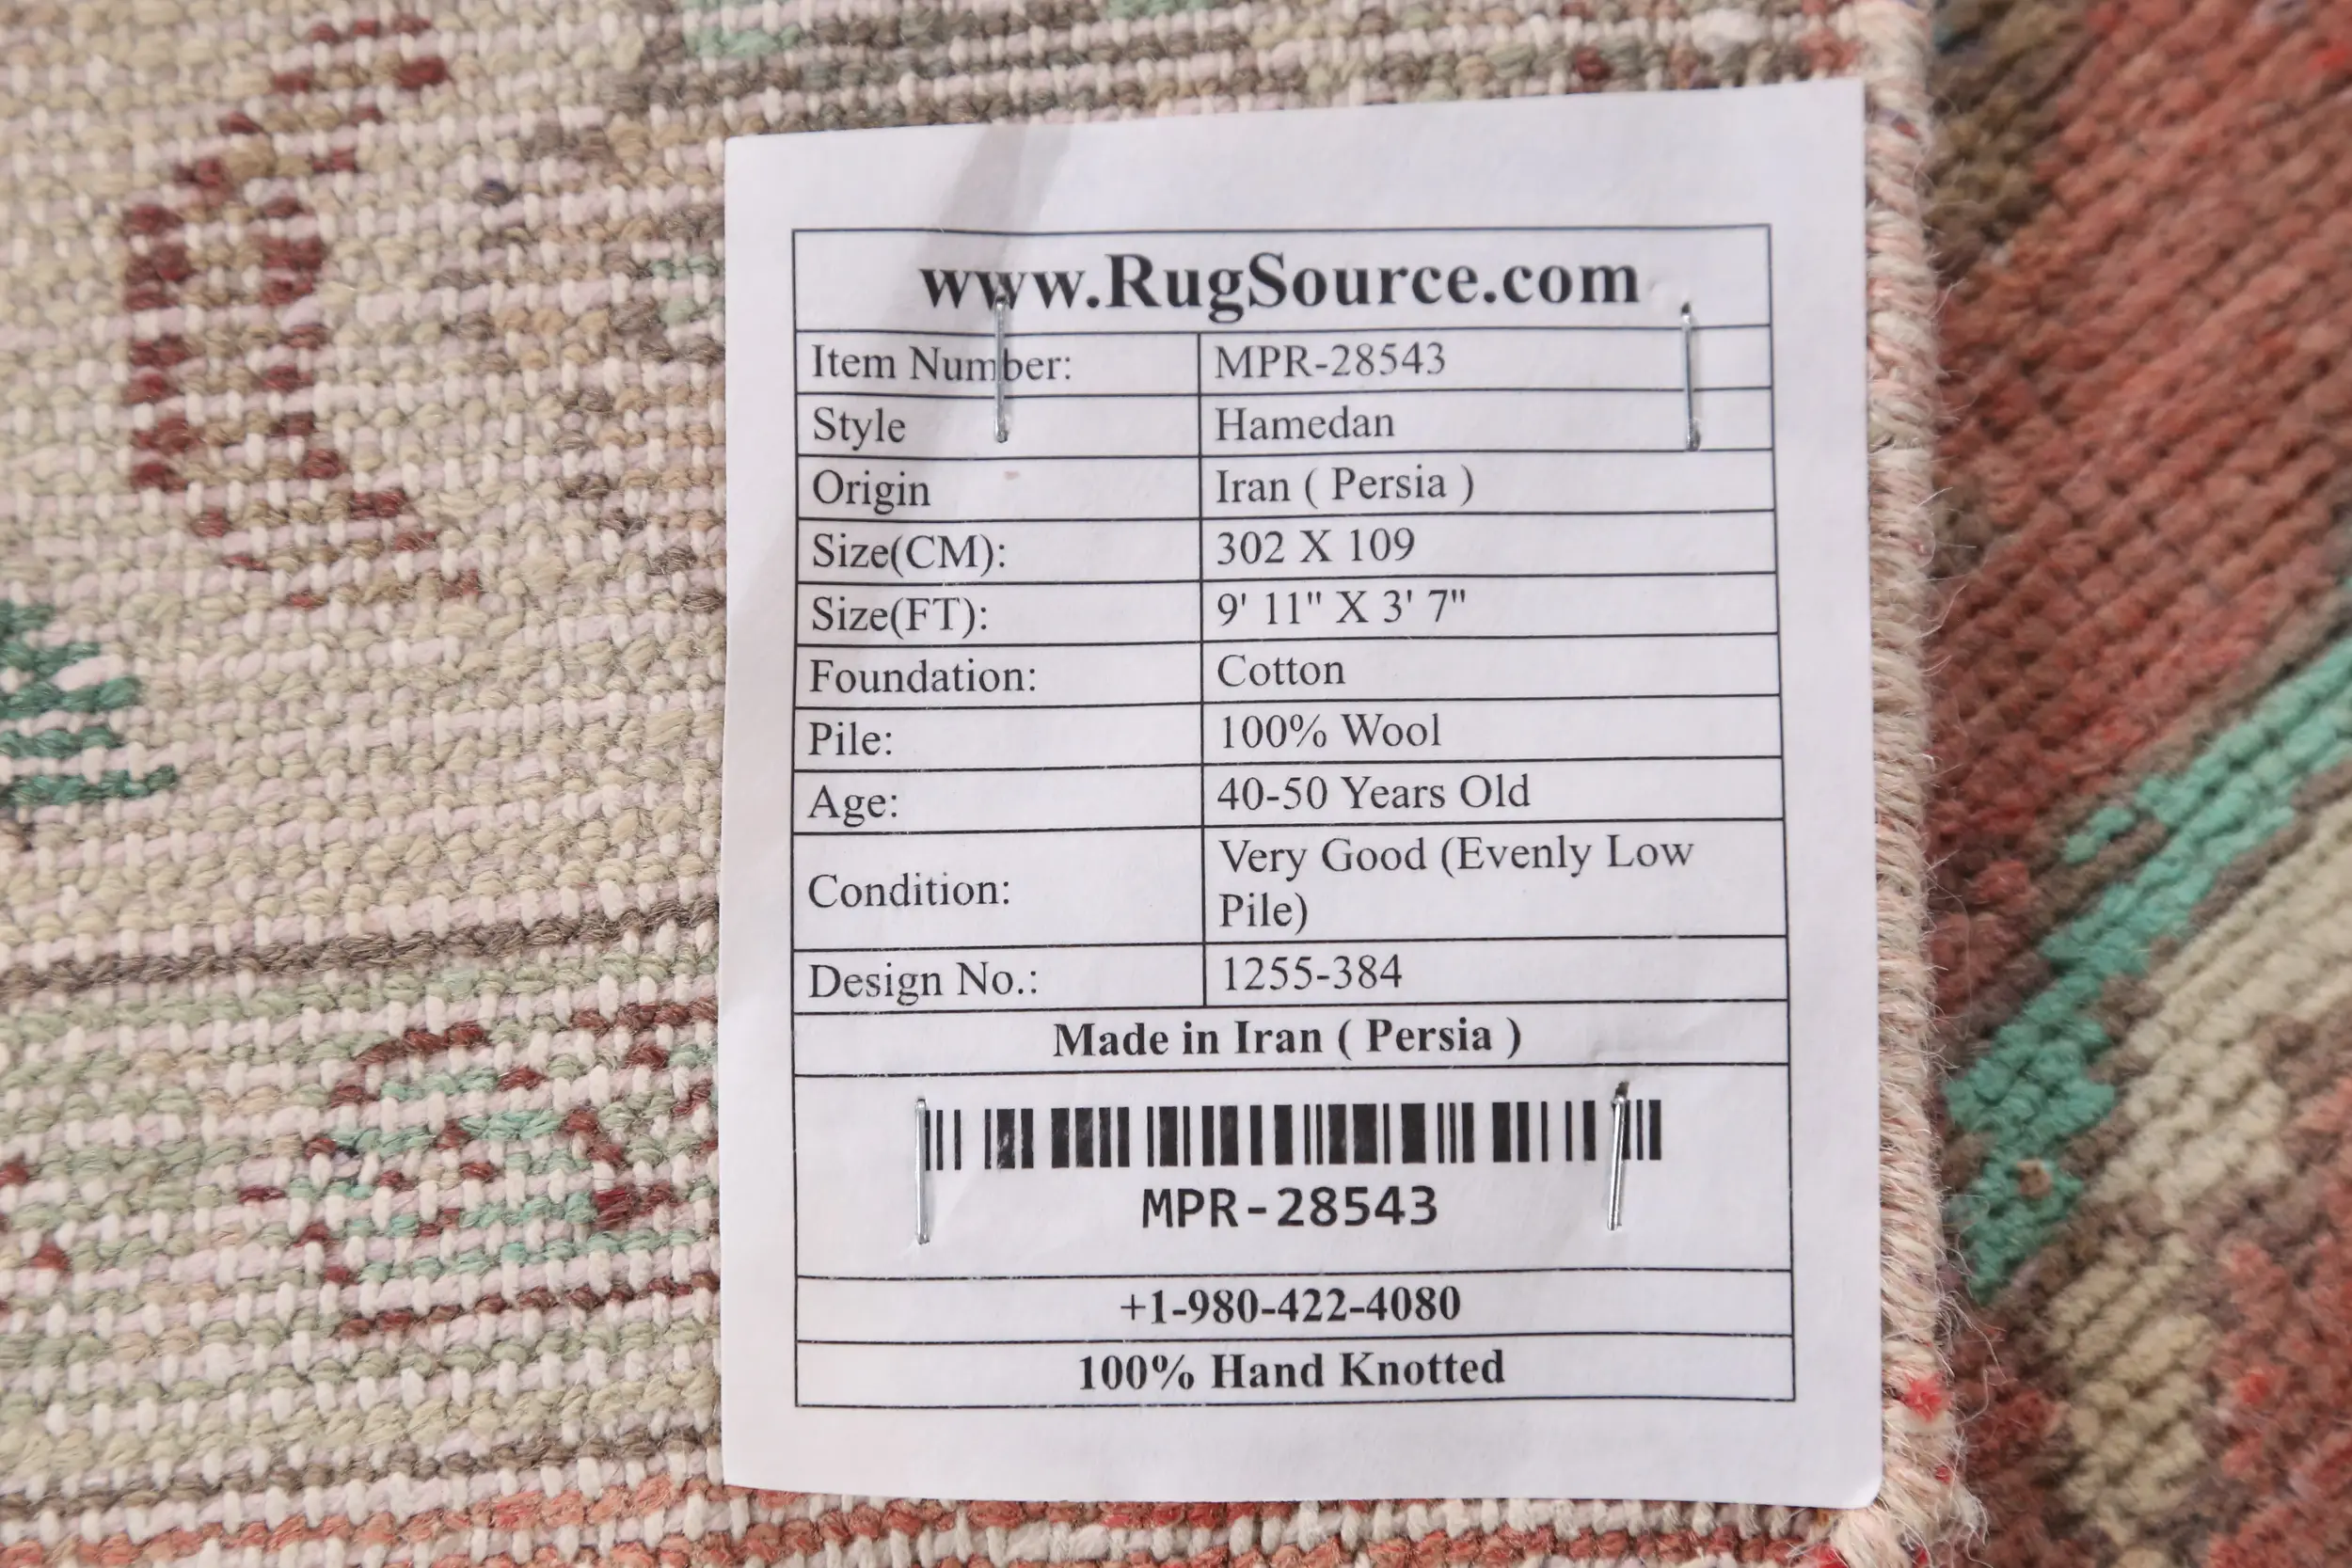 www.RugSource.com
Item Number: MPR-28543
Style Hamedan
Origin Iran ( Persia )
Size(CM): 302 X 109
Size(FT): 9' 11" X 3' 7"
Foundation: Cotton
Pile: 100% Wool
Age: 40-50 Years Old
Condition: Very Good (Evenly Low
Pile)
Design No.: 1255-384
Made in Iran ( Persia )
MPR-28543
+1-980-422-4080
100% Hand Knotted